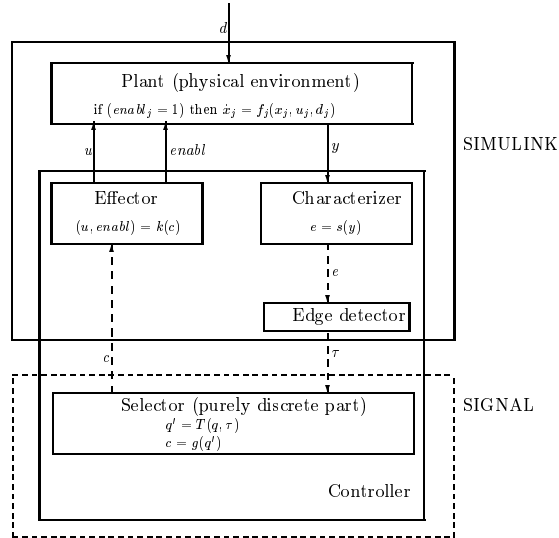 d
Plant (physical environment)
if (enabl_j = 1) then ẋ_j = f_j(x_j, u_j, d_j)
u
enabl
y
SIMULINK
Effector
(u, enabl) = k(c)
Characterizer
e = s(y)
e
Edge detector
c
τ
Selector (purely discrete part)
q′ = T(q, τ)
c = g(q′)
SIGNAL
Controller